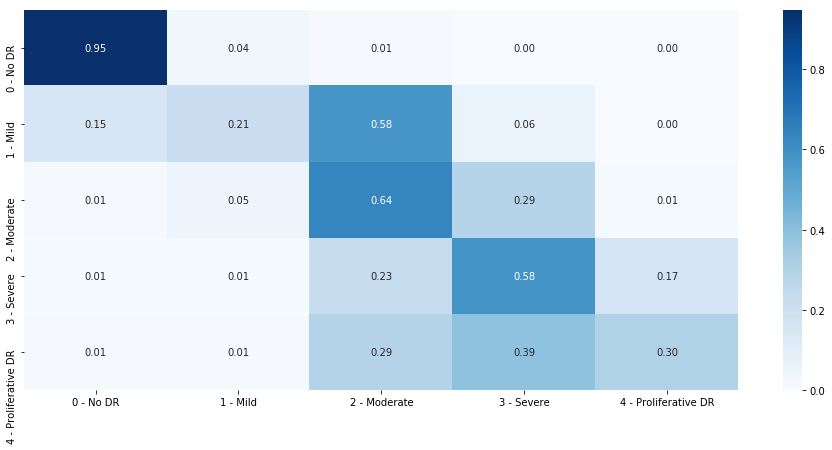 0 - No DR 0.95 0.04 0.01 0.00 0.00
1 - Mild 0.15 0.21 0.58 0.06 0.00
2 - Moderate 0.01 0.05 0.64 0.29 0.01
3 - Severe 0.01 0.01 0.23 0.58 0.17
4 - Proliferative DR 0.01 0.01 0.29 0.39 0.30
0 - No DR 1 - Mild 2 - Moderate 3 - Severe 4 - Proliferative DR
0.8
0.6
0.4
0.2
0.0